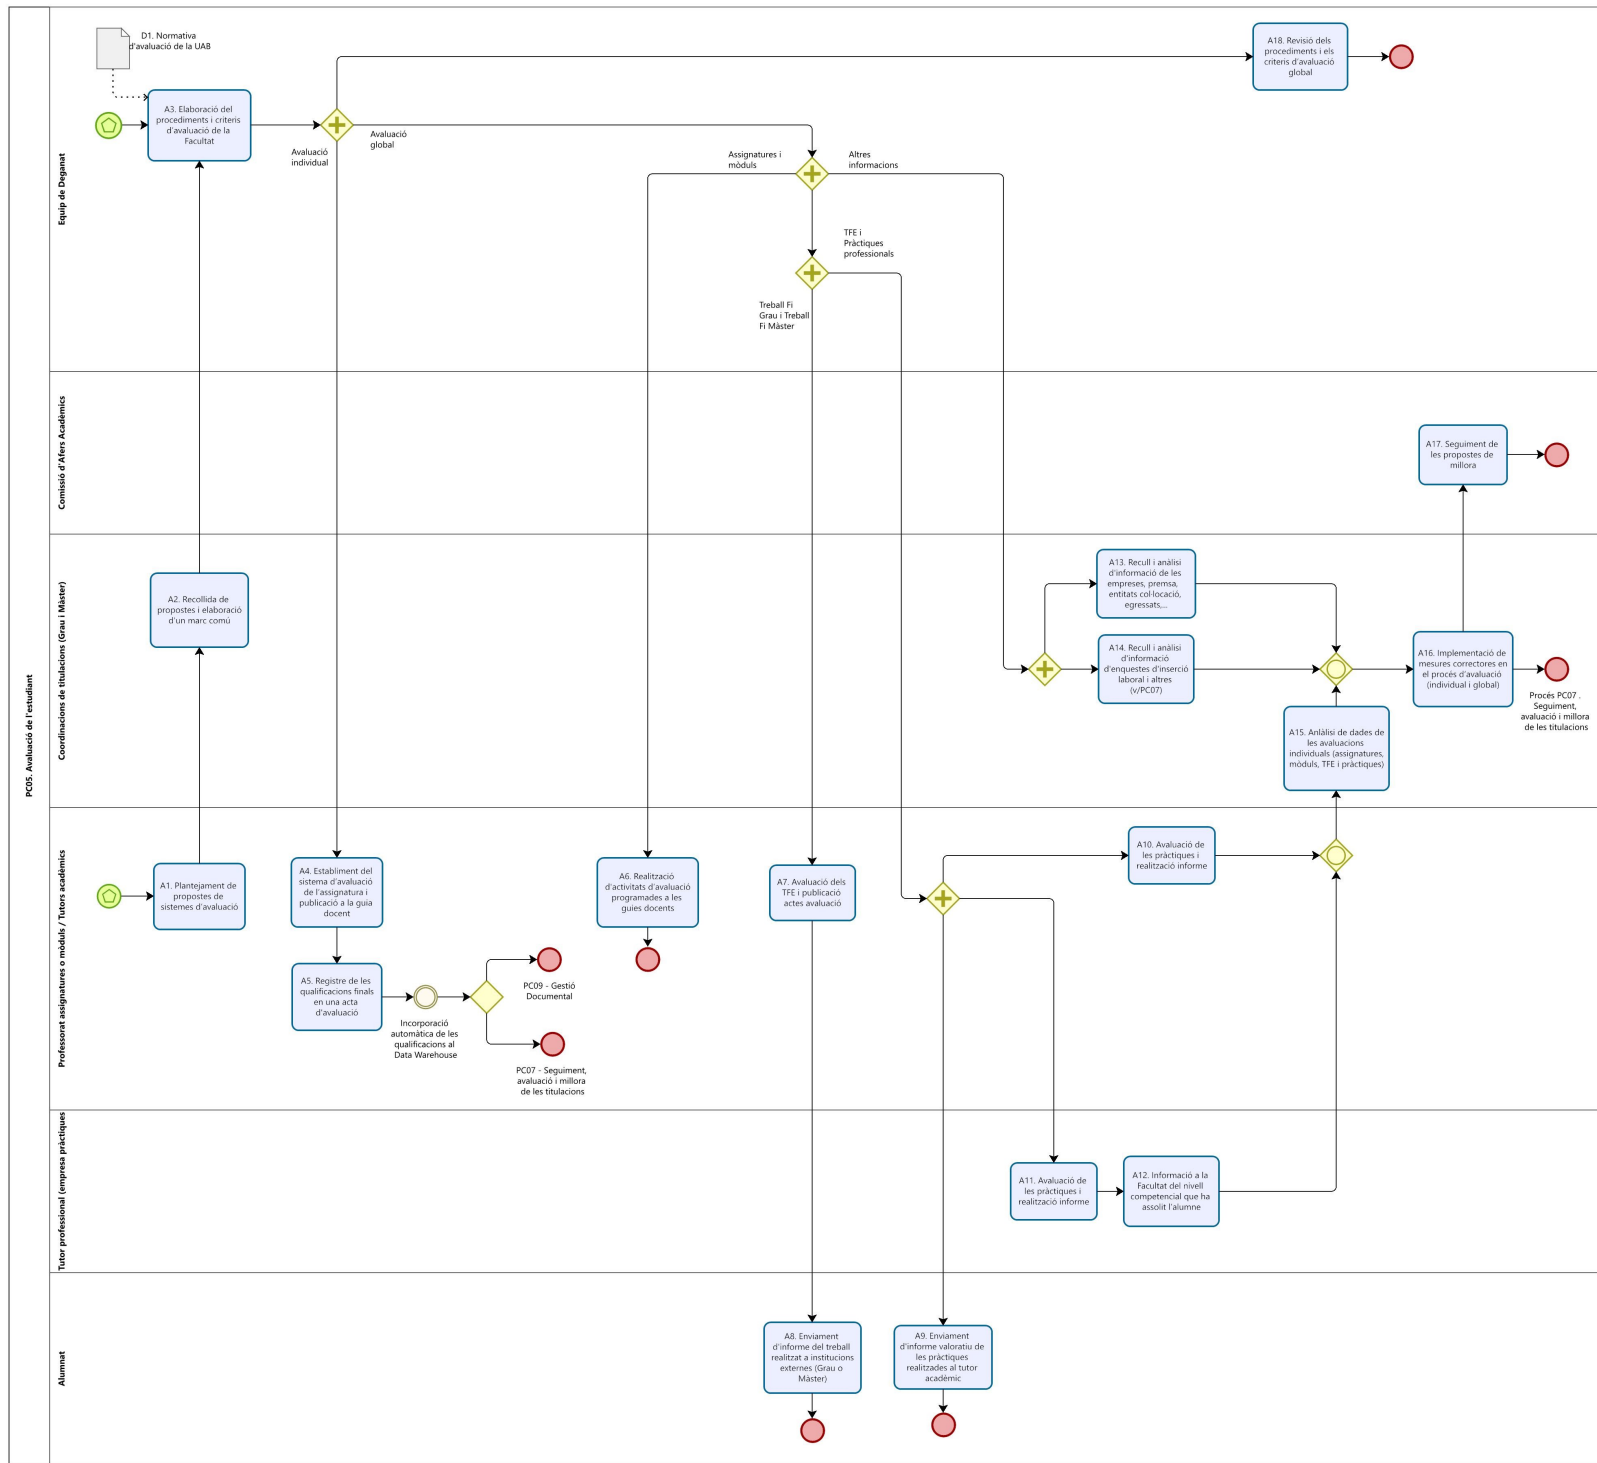 PC05. Avaluació de l'estudiant
Equip de Deganat
D1. Normativa
d'avaluació de la UAB
A3. Elaboració del
procediments i criteris
d'avaluació de la
Facultat
Avaluació
individual
Avaluació
global
Assignatures i
mòduls
Altres
informacions
TFE i
Pràctiques
professionals
Treball Fi
Grau i Treball
Fi Màster
A18. Revisió dels
procediments i els
criteris d'avaluació
global
Comissió d'Afers Acadèmics
A17. Seguiment de
les propostes de
millora
Coordinacions de titulacions (Grau i Màster)
A2. Recollida de
propostes i elaboració
d'un marc comú
A13. Recull i anàlisi
d'informació de les
empreses, premsa,
entitats col·locació,
egressats,...
A14. Recull i anàlisi
d'informació
d'enquestes d'inserció
laboral i altres
(v/PC07)
A15. Anlàlisi de dades de
les avaluacions
individuals (assignatures,
mòduls, TFE i pràctiques)
A16. Implementació de
mesures correctores en
el procés d'avaluació
(individual i global)
Procés PC07 .
Seguiment,
avaluació i millora
de les titulacions
Professorat assignatures o mòduls / Tutors acadèmics
A1. Plantejament de
propostes de
sistemes d'avaluació
A4. Establiment del
sistema d'avaluació
de l'assignatura i
publicació a la guia
docent
A5. Registre de les
qualificacions finals
en una acta
d'avaluació
Incorporació
automàtica de les
qualificacions al
Data Warehouse
PC09 - Gestió
Documental
PC07 - Seguiment,
avaluació i millora
de les titulacions
A6. Realització
d'activitats d'avaluació
programades a les
guies docents
A7. Avaluació dels
TFE i publicació
actes avaluació
A10. Avaluació de
les pràctiques i
realització informe
Tutor professional (empresa pràctiques
A11. Avaluació de
les pràctiques i
realització informe
A12. Informació a la
Facultat del nivell
competencial que ha
assolit l'alumne
Alumnat
A8. Enviament
d'informe del treball
realitzat a institucions
externes (Grau o
Màster)
A9. Enviament
d'informe valoratiu de
les pràctiques
realitzades al tutor
acadèmic